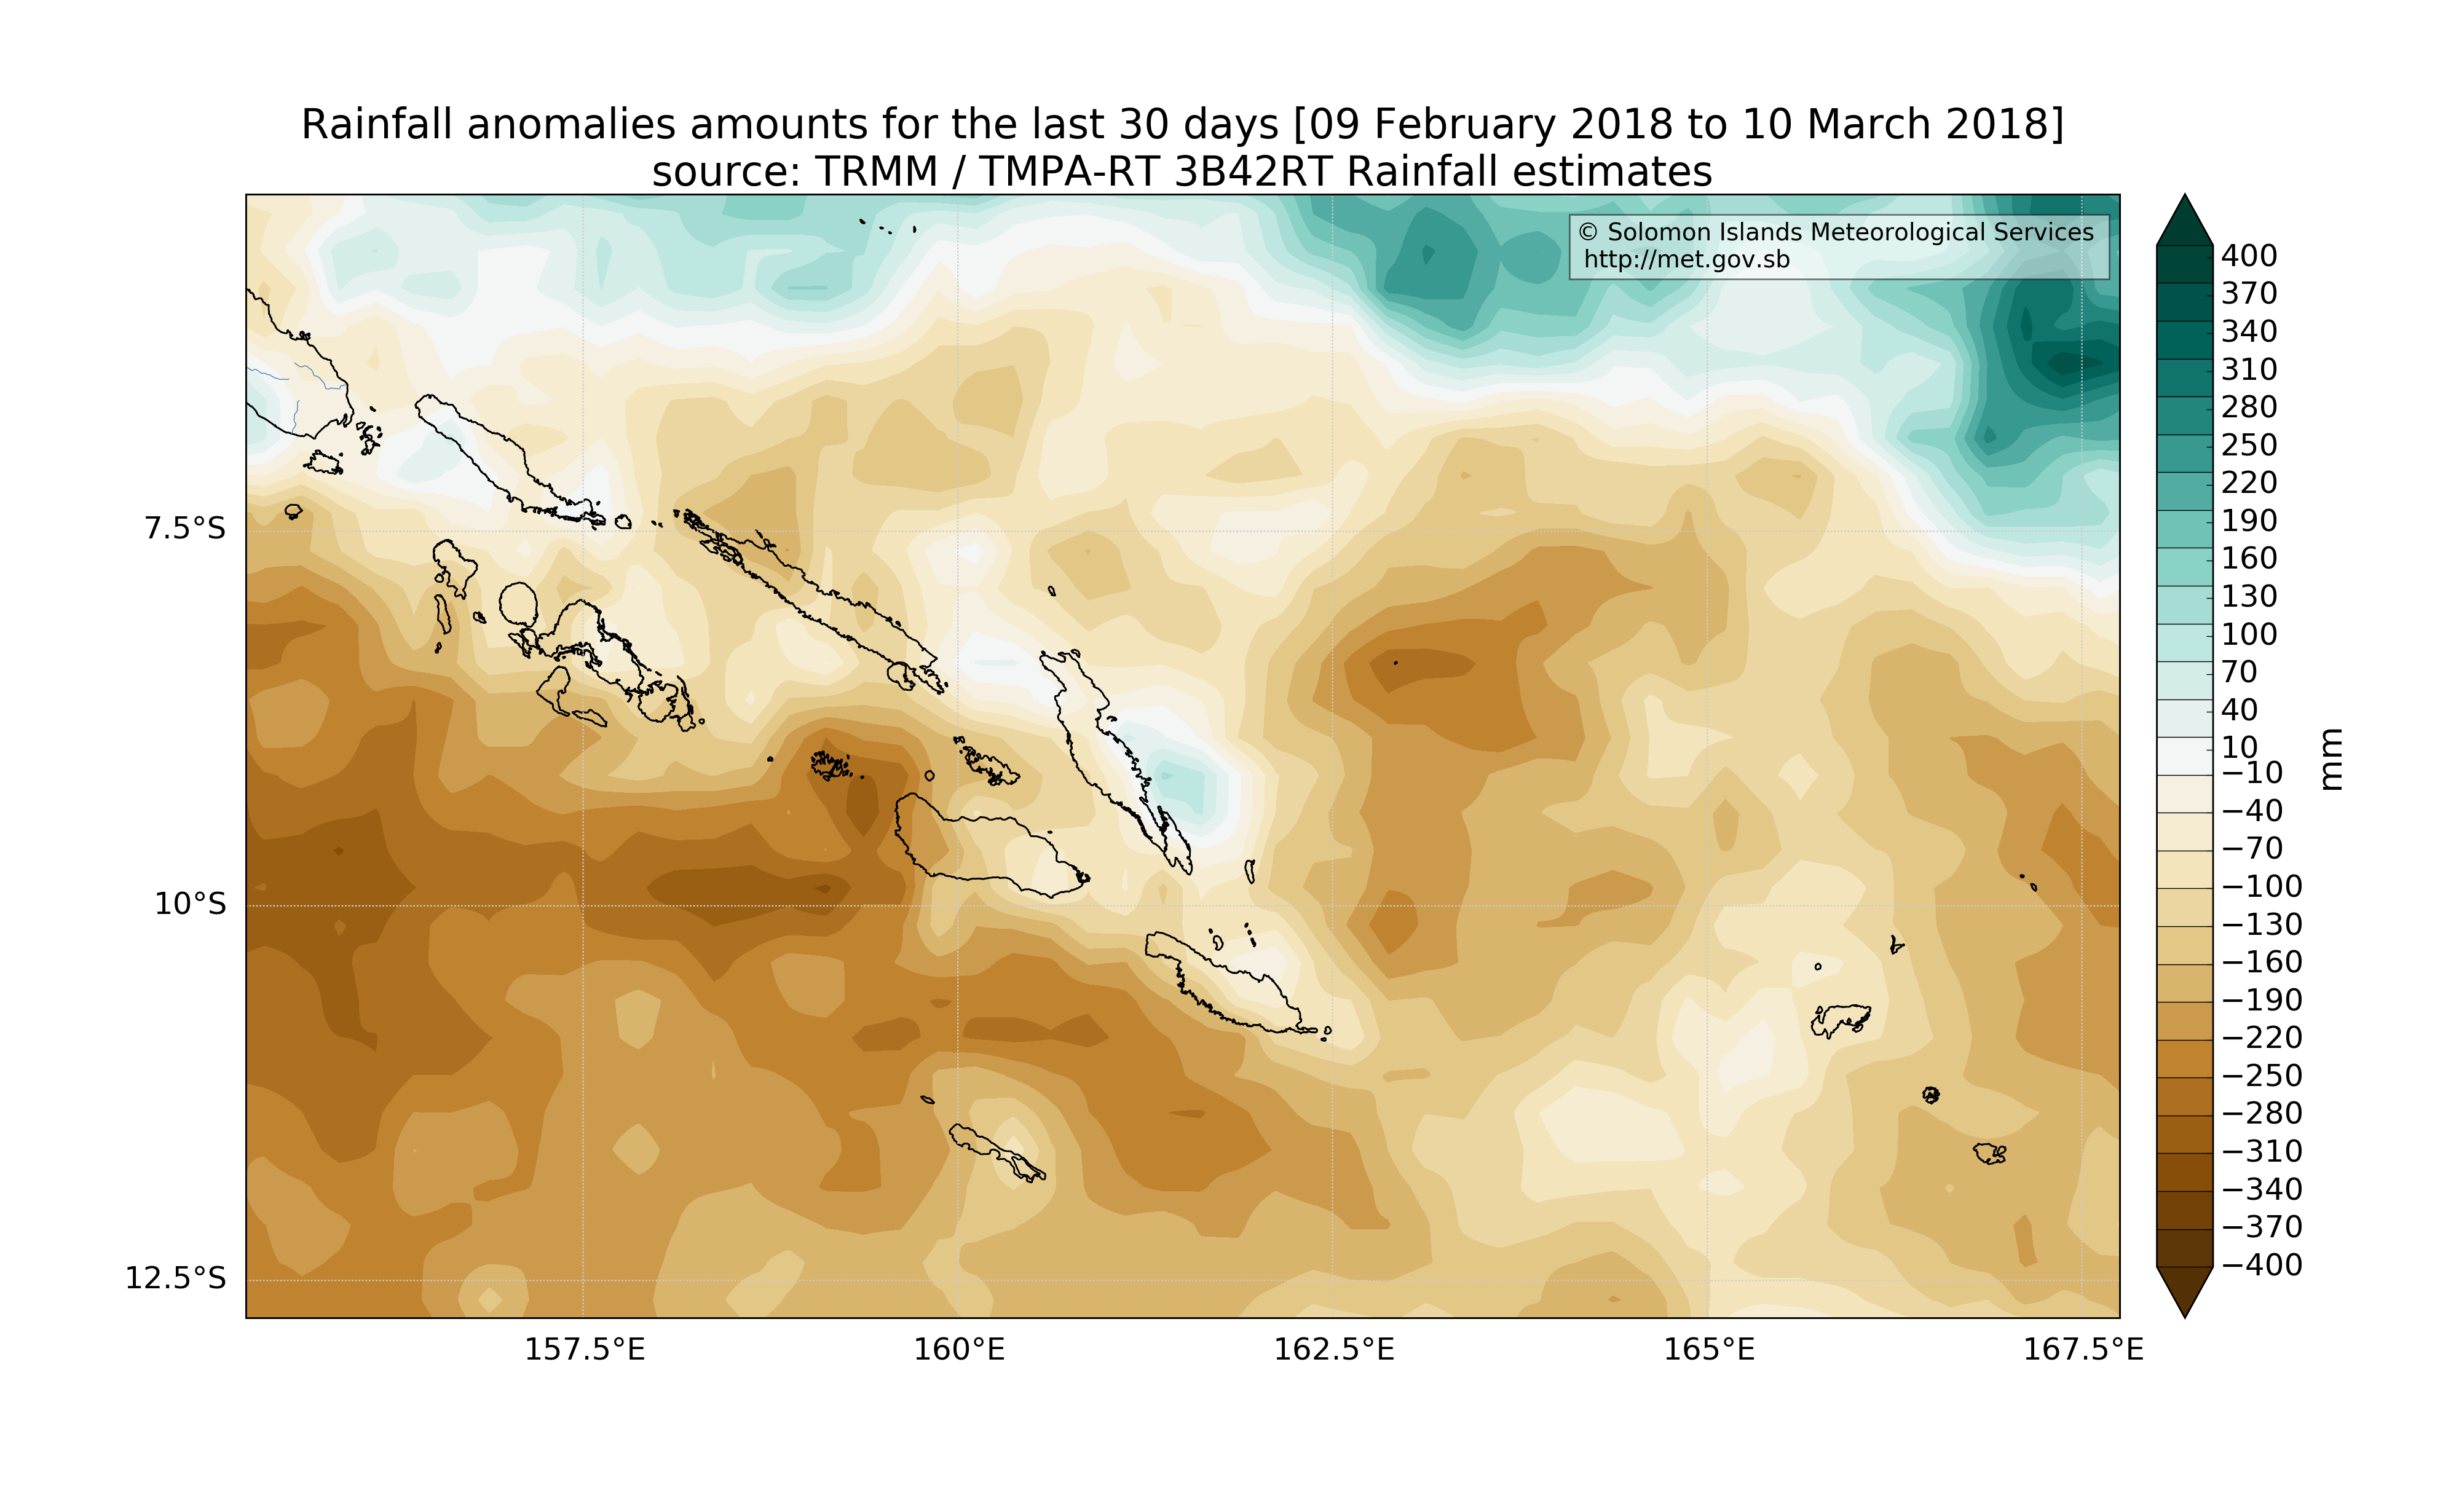 Rainfall anomalies amounts for the last 30 days [09 February 2018 to 10 March 2018]
source: TRMM / TMPA-RT 3B42RT Rainfall estimates
© Solomon Islands Meteorological Services
http://met.gov.sb
7.5°S
10°S
12.5°S
157.5°E
160°E
162.5°E
165°E
167.5°E
400
370
340
310
280
250
220
190
160
130
100
70
40
10
−10
−40
−70
−100
−130
−160
−190
−220
−250
−280
−310
−340
−370
−400
mm